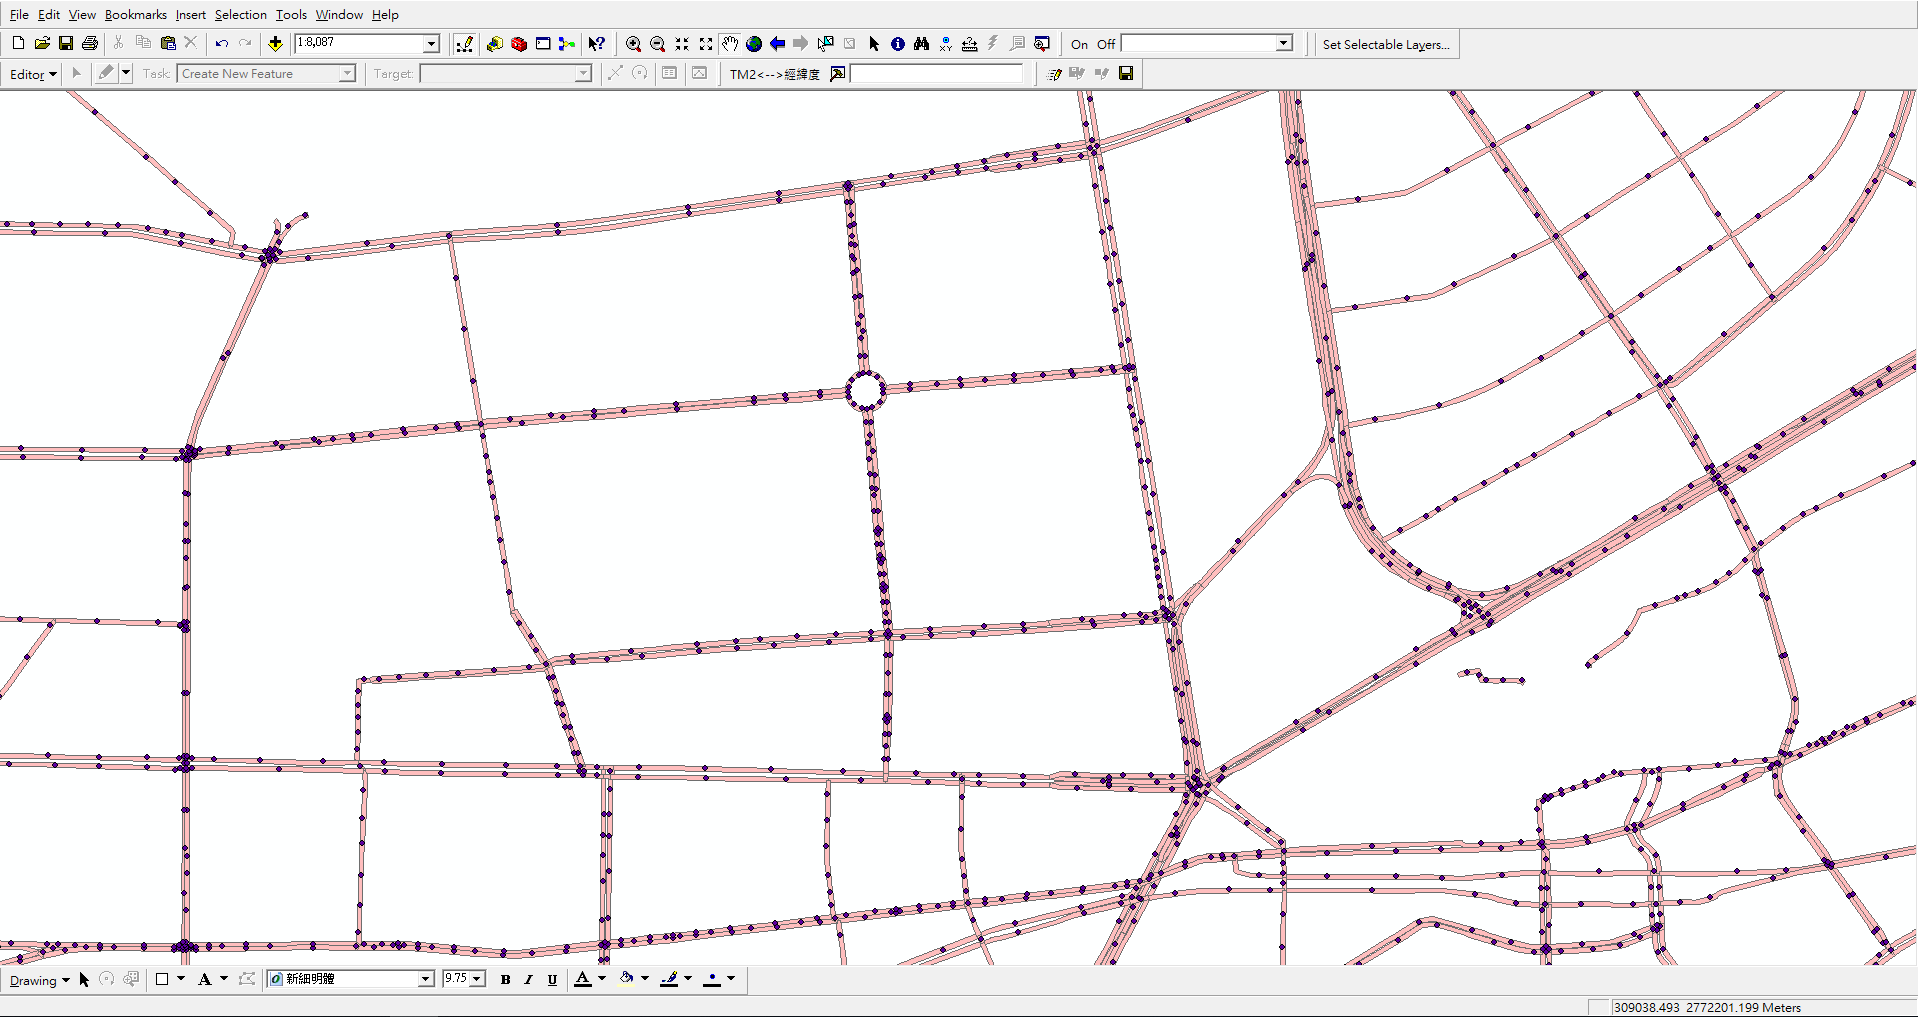 File Edit View Bookmarks Insert Selection Tools Window Help
1:8,087 On Off Set Selectable Layers...
Editor Task: Create New Feature Target: TM2<-->經緯度
Drawing A 新細明體 9.75 B I U A
309038.493 2772201.199 Meters